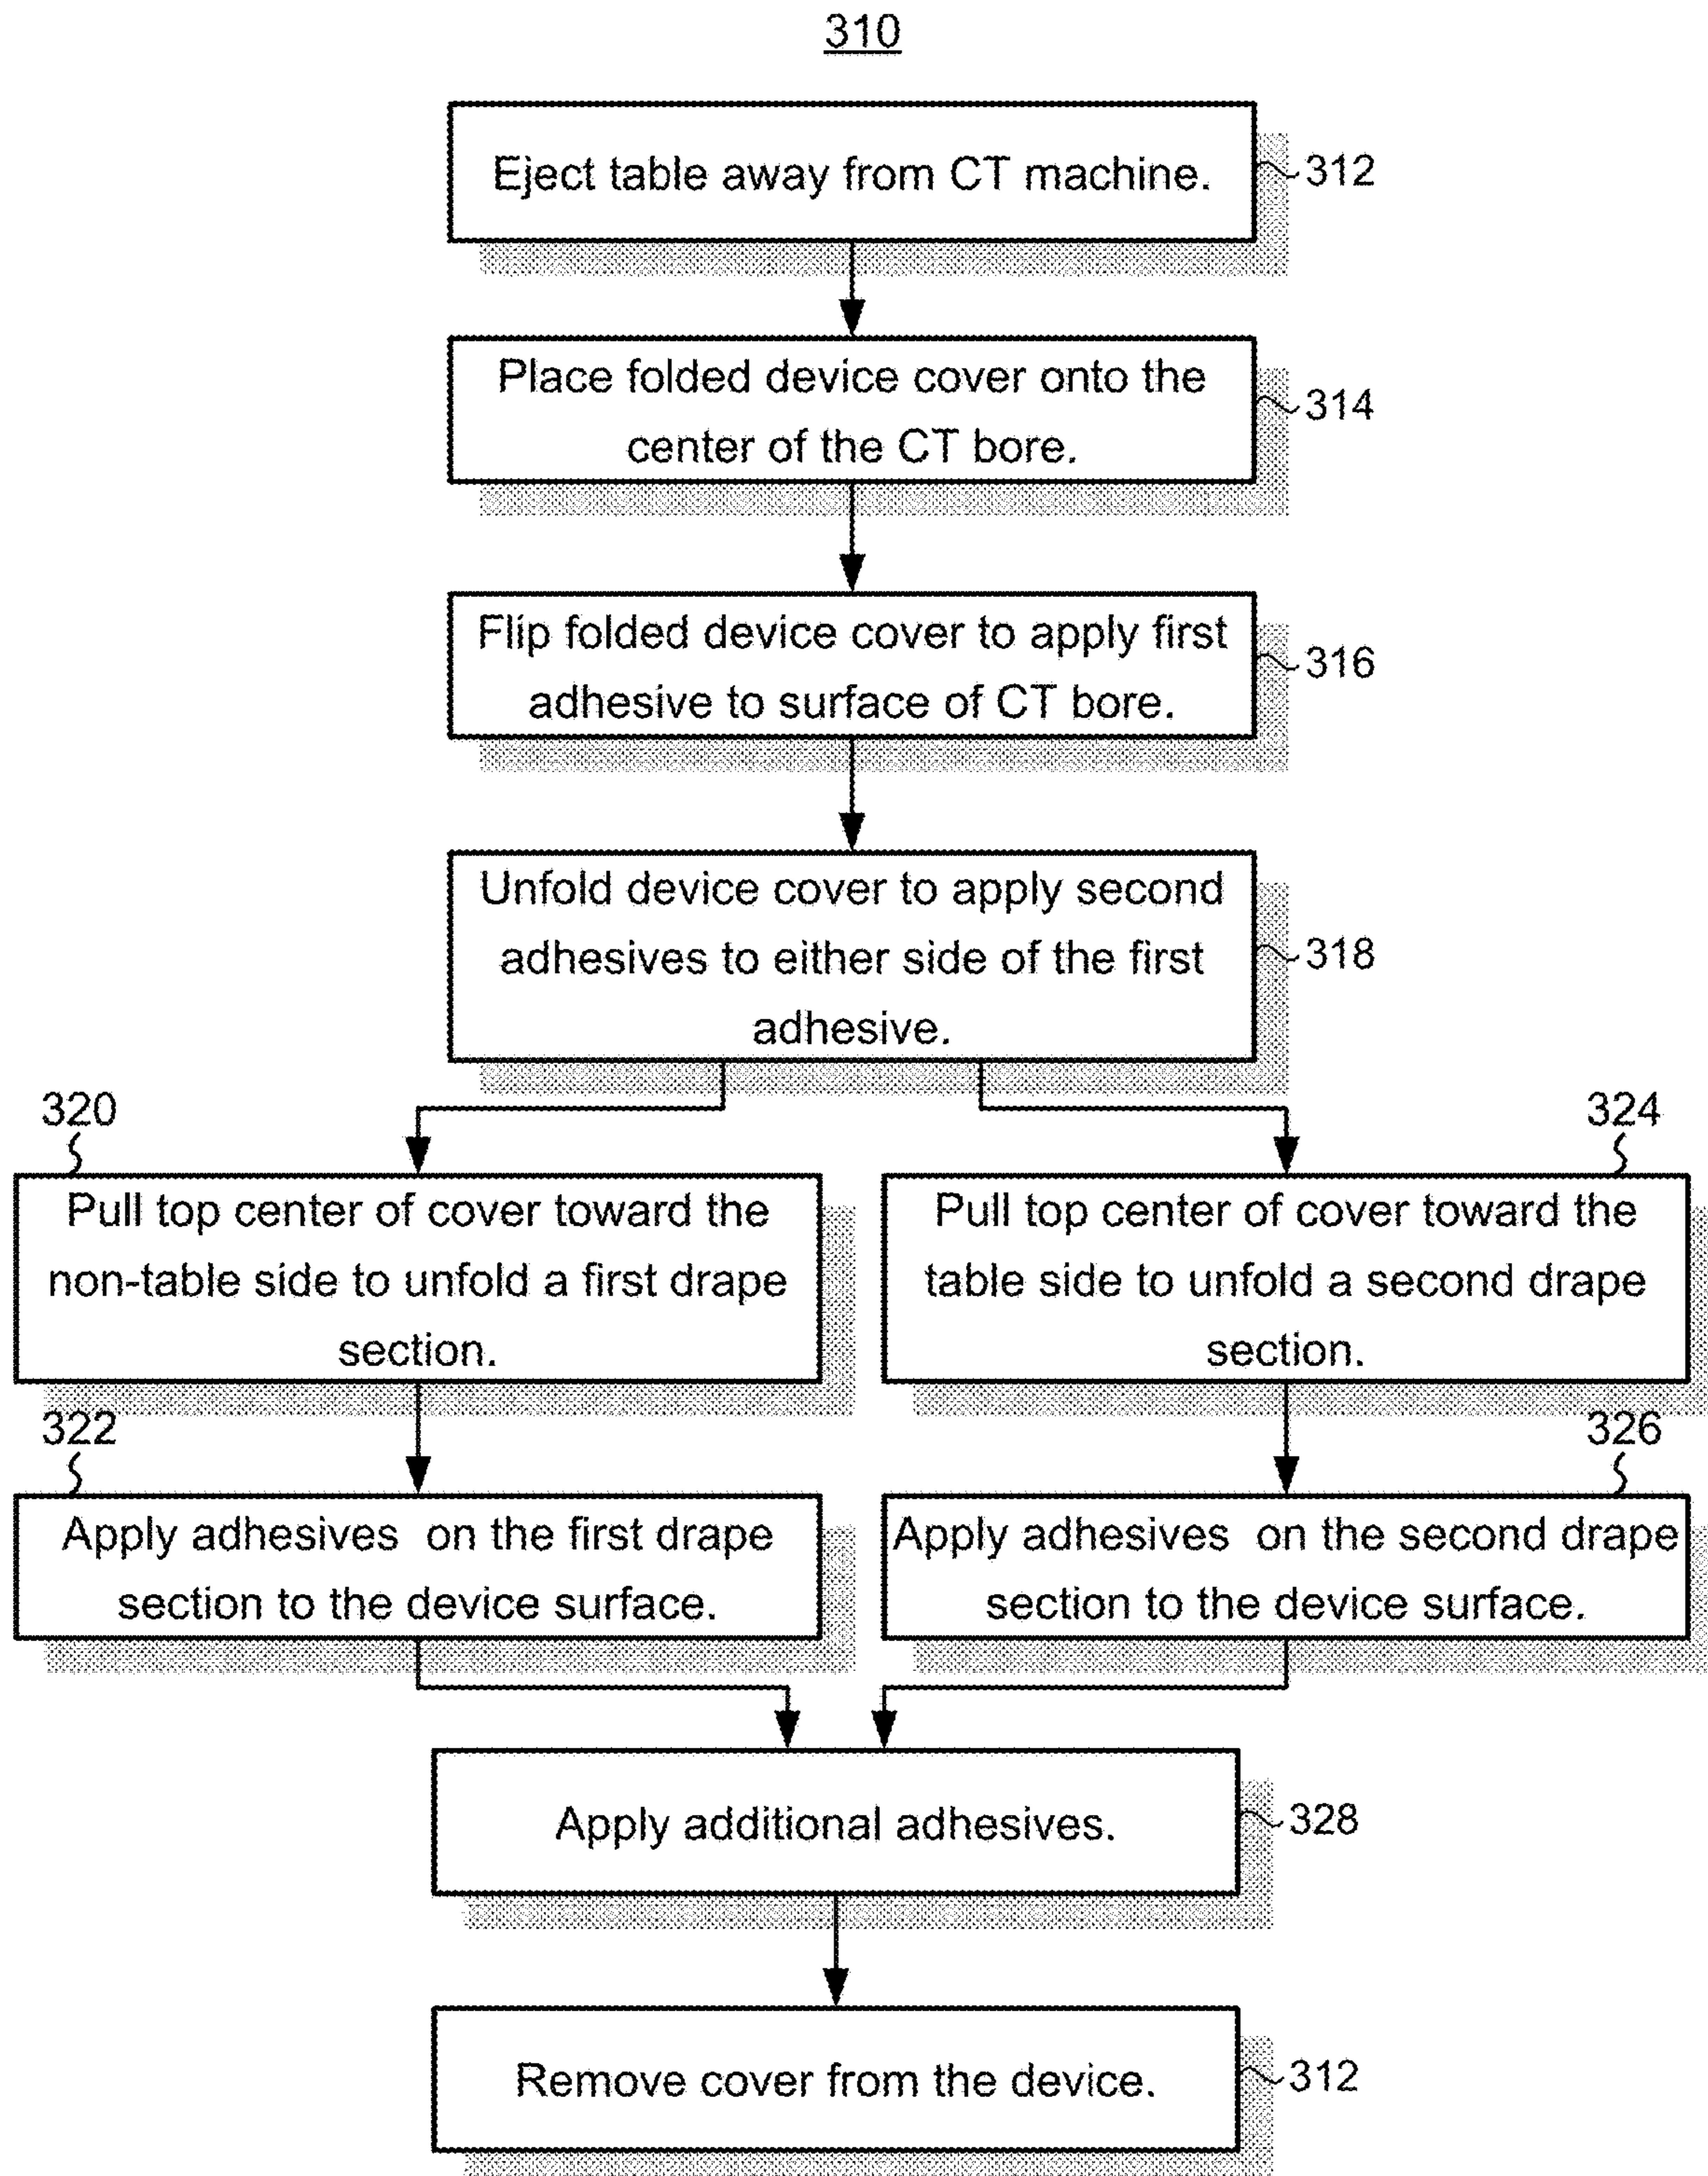 310
Eject table away from CT machine.
312
Place folded device cover onto the
center of the CT bore.
314
Flip folded device cover to apply first
adhesive to surface of CT bore.
316
Unfold device cover to apply second
adhesives to either side of the first
adhesive.
318
320
Pull top center of cover toward the
non-table side to unfold a first drape
section.
324
Pull top center of cover toward the
table side to unfold a second drape
section.
322
Apply adhesives on the first drape
section to the device surface.
326
Apply adhesives on the second drape
section to the device surface.
Apply additional adhesives.
328
Remove cover from the device.
312